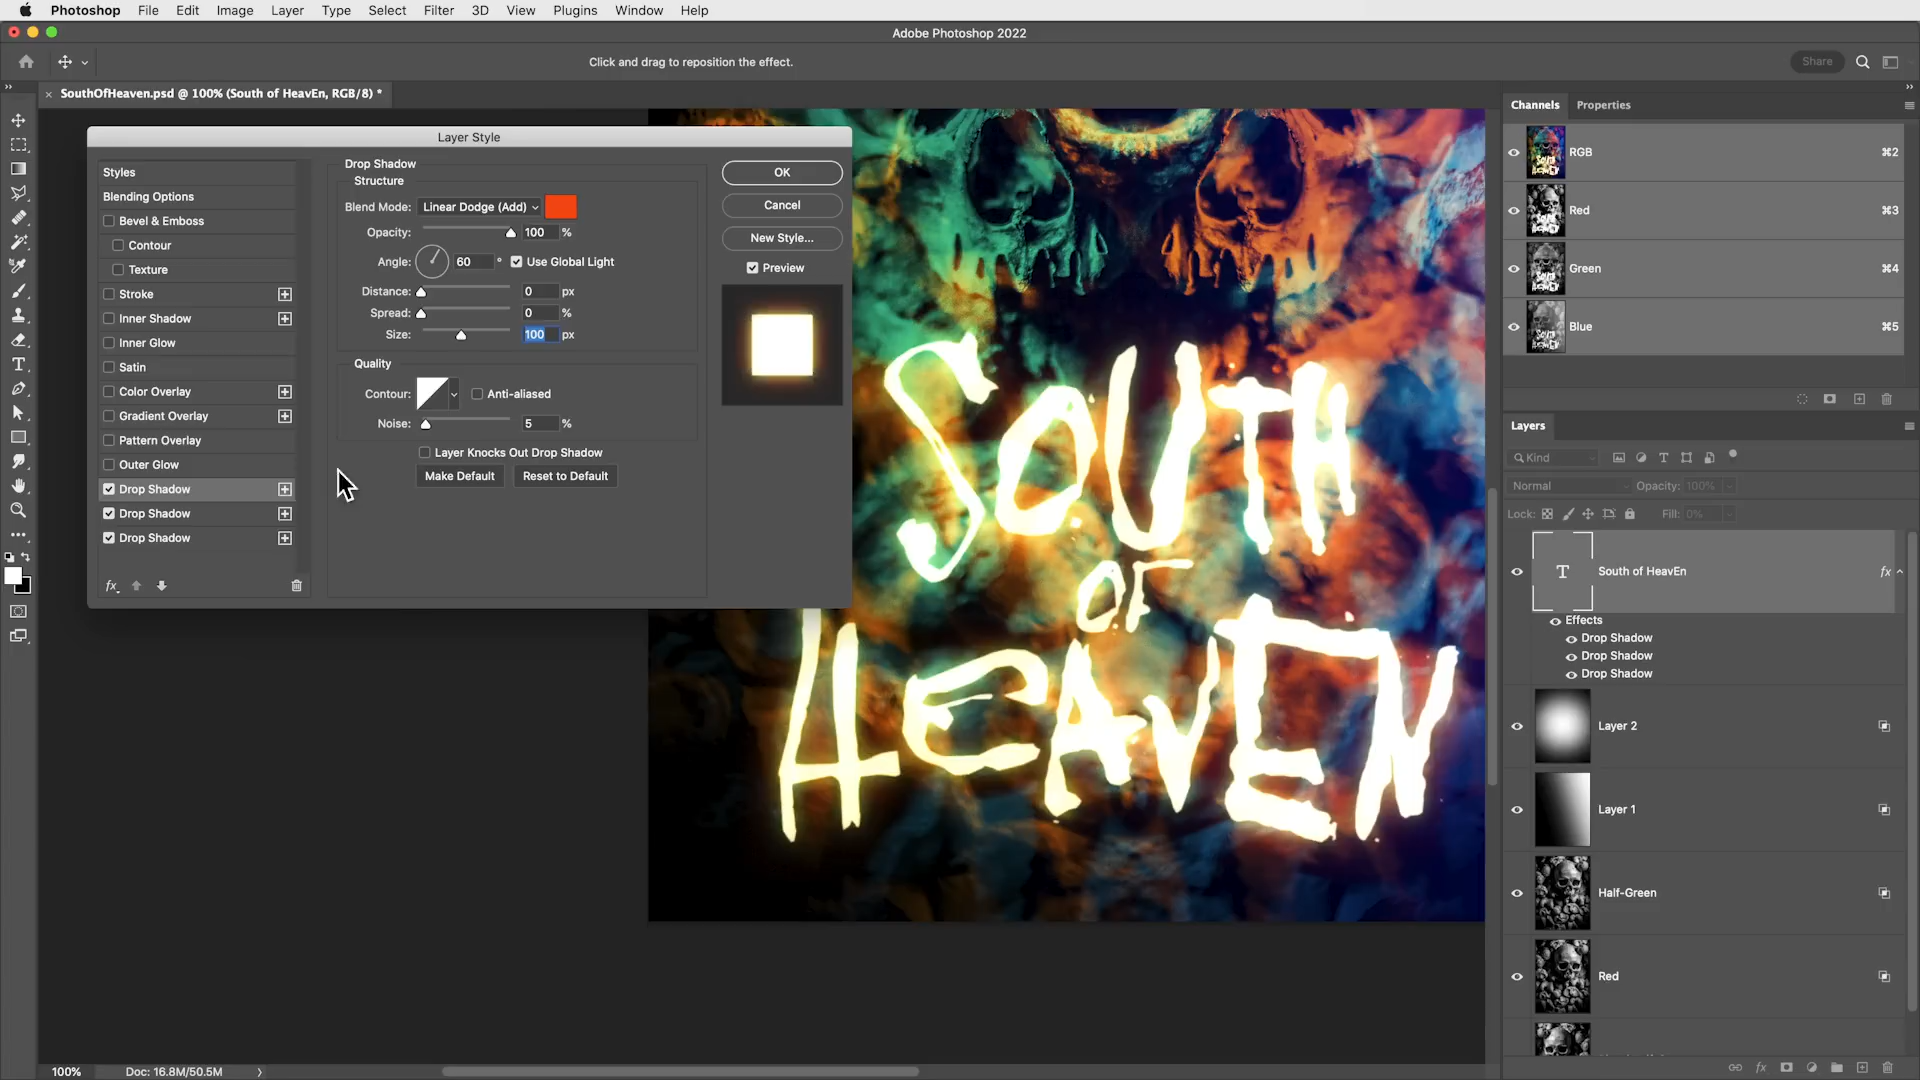 Photoshop File Edit Image Layer Type Select Filter 3D View Plugins Window Help
Adobe Photoshop 2022
Click and drag to reposition the effect.
Share
SouthOfHeaven.psd @ 100% (South of HeavEn, RGB/8) *
Layer Style
Styles
Blending Options
Bevel & Emboss
Contour
Texture
Stroke
Inner Shadow
Inner Glow
Satin
Color Overlay
Gradient Overlay
Pattern Overlay
Outer Glow
Drop Shadow
Drop Shadow
Drop Shadow
fx
Drop Shadow
Structure
Blend Mode: Linear Dodge (Add)
Opacity: 100 %
Angle: 60 ° Use Global Light
Distance: 0 px
Spread: 0 %
Size: 100 px
Quality
Contour: Anti-aliased
Noise: 5 %
Layer Knocks Out Drop Shadow
Make Default Reset to Default
OK
Cancel
New Style...
Preview
SOUTH
OF
HEAVEN
Channels Properties
RGB ⌘2
Red ⌘3
Green ⌘4
Blue ⌘5
Layers
Kind
Normal Opacity: 100%
Lock: Fill: 0%
T South of HeavEn fx
Effects
Drop Shadow
Drop Shadow
Drop Shadow
Layer 2
Layer 1
Half-Green
Red
fx
100% Doc: 16.8M/50.5M